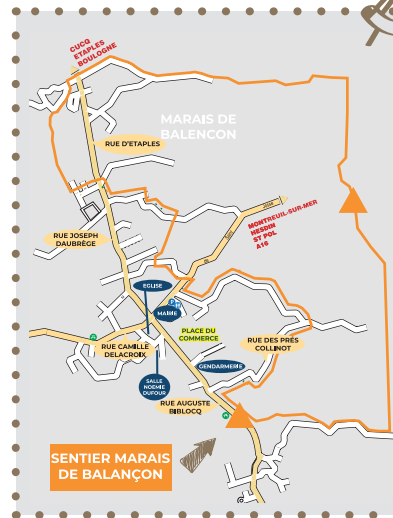 CUCQ
ETAPLES
BOULOGNE
MARAIS DE
BALENCON
RUE D'ETAPLES
MONTREUIL-SUR-MER
HESDIN
ST POL
A16
RUE JOSEPH
DAUBRÈGE
EGLISE
P
MAIRIE
PLACE DU
COMMERCE
RUE CAMILLE
DELACROIX
RUE DES PRÉS
COLLINOT
GENDARMERIE
SALLE
NOEMIE
DUFOUR
RUE AUGUSTE
BIBLOCQ
SENTIER MARAIS
DE BALANÇON